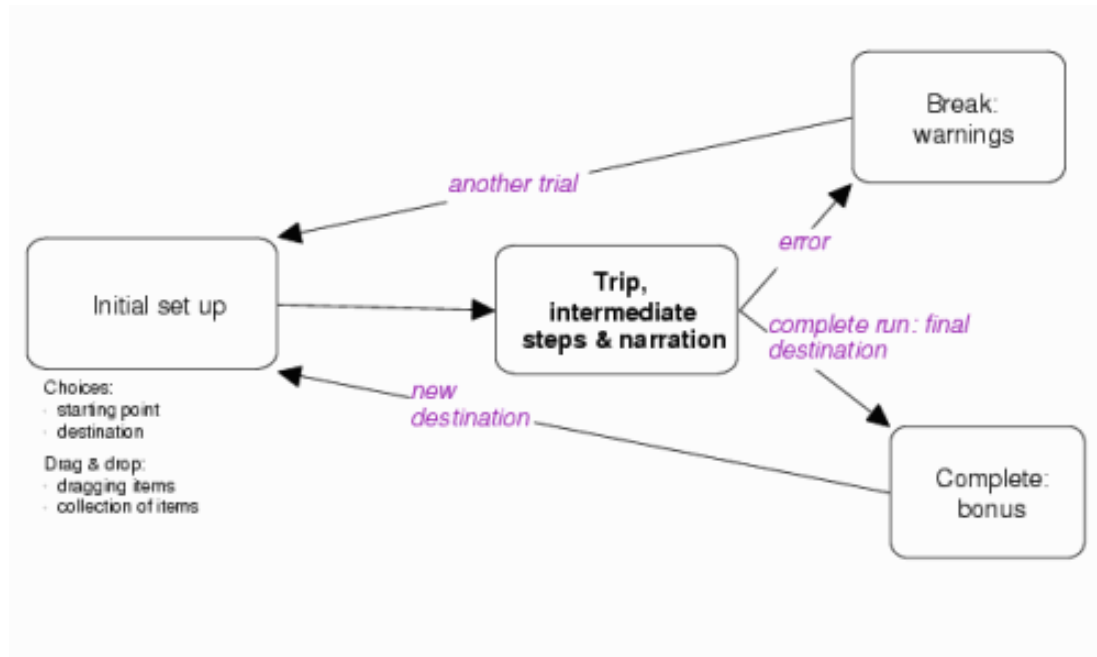 Break:
warnings
another trial
error
Initial set up
Trip,
intermediate
steps & narration
complete run: final
destination
Choices:
· starting point
· destination
Drag & drop:
· dragging items
· collection of items
new
destination
Complete:
bonus